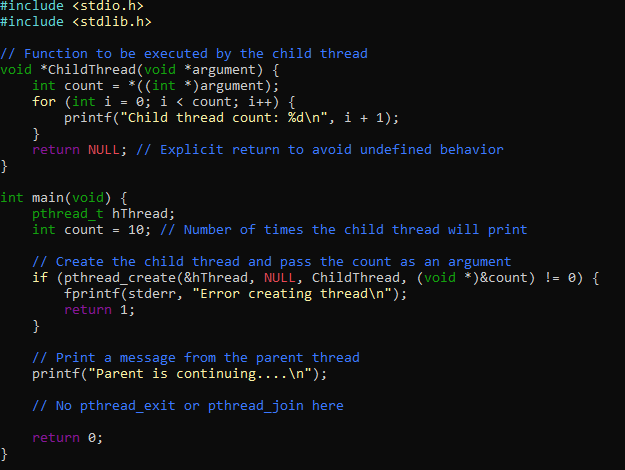 #include <stdio.h>
#include <stdlib.h>

// Function to be executed by the child thread
void *ChildThread(void *argument) {
    int count = *((int *)argument);
    for (int i = 0; i < count; i++) {
        printf("Child thread count: %d\n", i + 1);
    }
    return NULL; // Explicit return to avoid undefined behavior
}

int main(void) {
    pthread_t hThread;
    int count = 10; // Number of times the child thread will print

    // Create the child thread and pass the count as an argument
    if (pthread_create(&hThread, NULL, ChildThread, (void *)&count) != 0) {
        fprintf(stderr, "Error creating thread\n");
        return 1;
    }

    // Print a message from the parent thread
    printf("Parent is continuing....\n");

    // No pthread_exit or pthread_join here

    return 0;
}